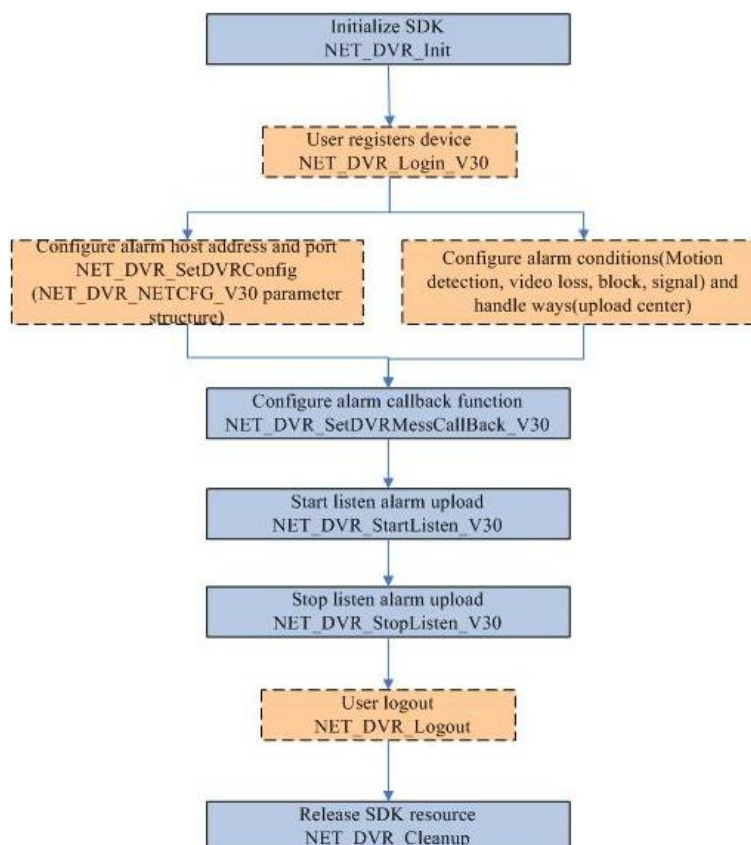 Initialize SDK
NET_DVR_Init
User registers device
NET_DVR_Login_V30
Configure alarm host address and port
NET_DVR_SetDVRConfig
(NET_DVR_NETCFG_V30 parameter
structure)
Configure alarm conditions(Motion
detection, video loss, block, signal) and
handle ways(upload center)
Configure alarm callback function
NET_DVR_SetDVRMessCallBack_V30
Start listen alarm upload
NET_DVR_StartListen_V30
Stop listen alarm upload
NET_DVR_StopListen_V30
User logout
NET_DVR_Logout
Release SDK resource
NET_DVR_Cleanup